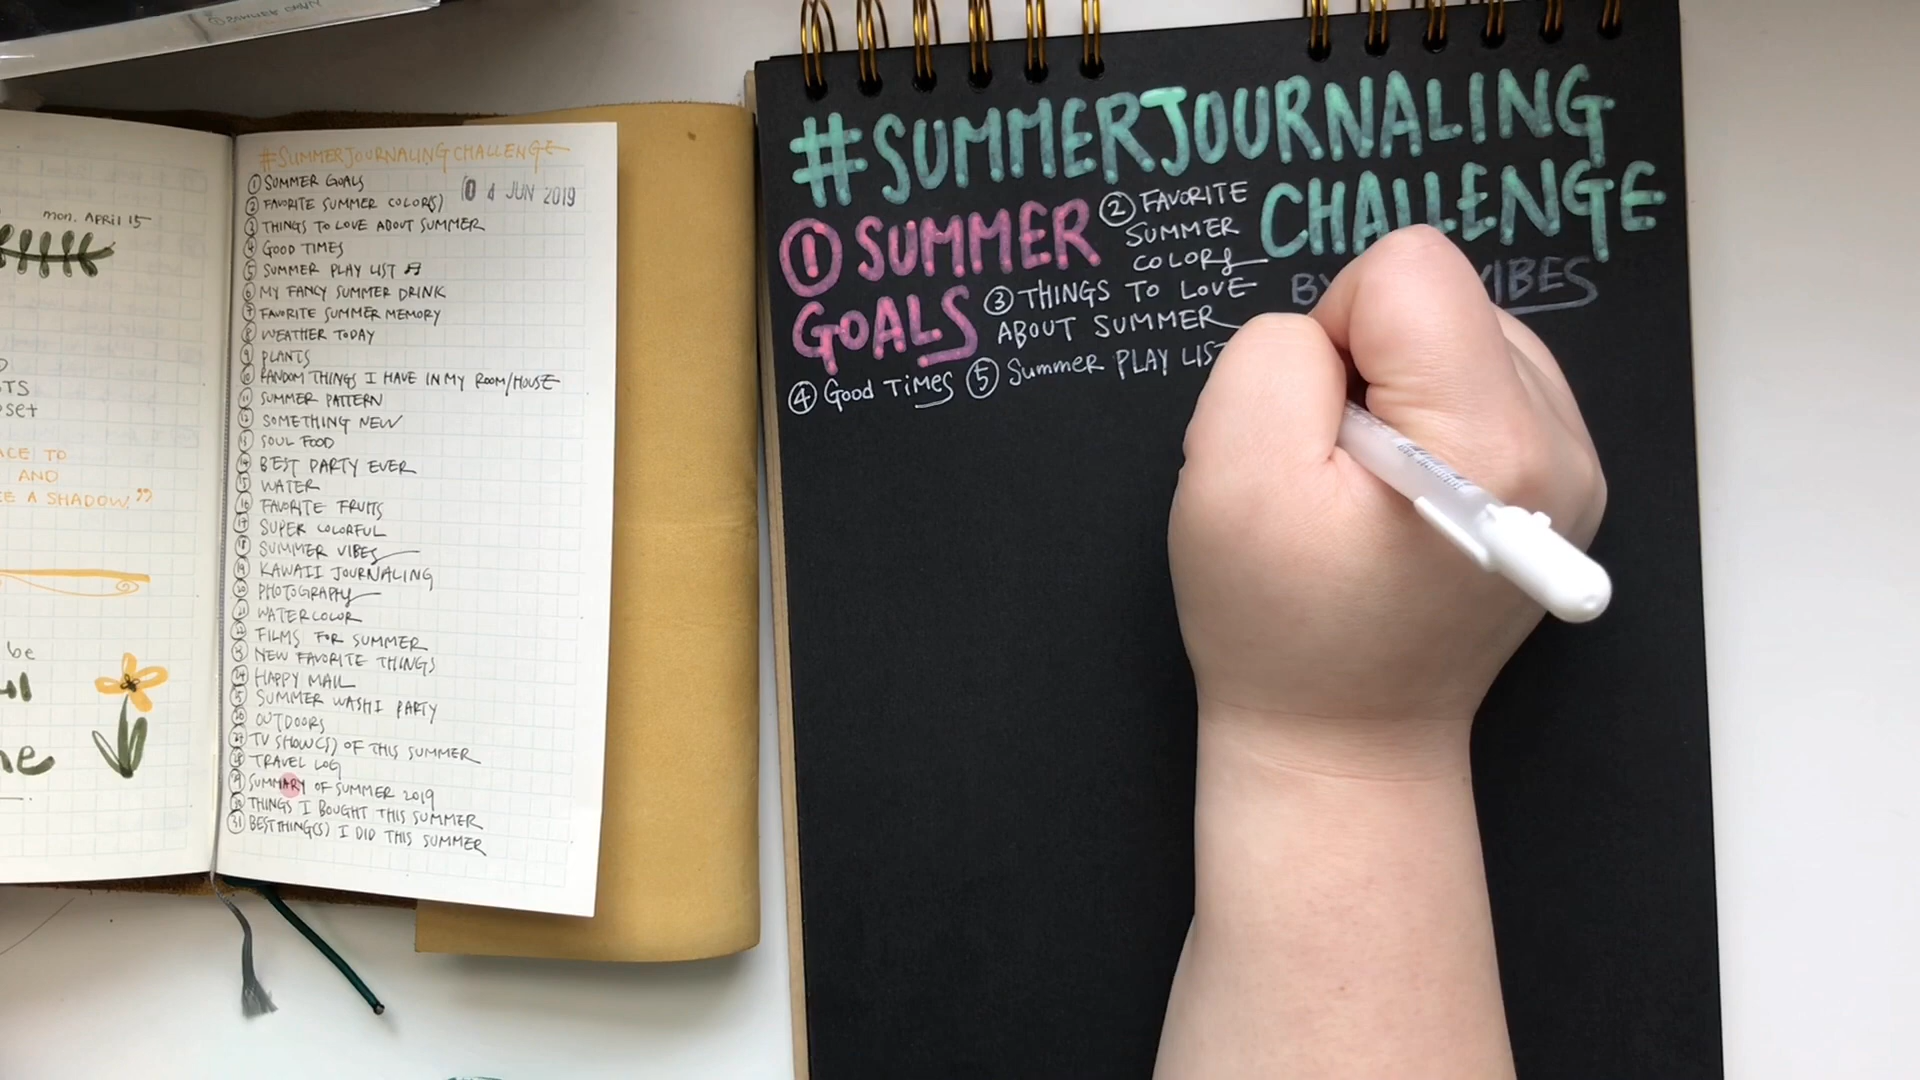 SUMMER
mon. APRIL 15
STS
TO
AND
A SHADOW."
be
#SUMMERJOURNALINGCHALLENGE
04 JUN 2019
① SUMMER GOALS
② FAVORITE SUMMER COLOR(S)
③ THINGS TO LOVE ABOUT SUMMER
④ GOOD TIMES
⑤ SUMMER PLAY LIST ♫
⑥ MY FANCY SUMMER DRINK
⑦ FAVORITE SUMMER MEMORY
⑧ WEATHER TODAY
⑨ PLANTS
⑩ RANDOM THINGS I HAVE IN MY ROOM/HOUSE
⑪ SUMMER PATTERN
⑫ SOMETHING NEW
⑬ SOUL FOOD
⑭ BEST PARTY EVER
⑮ WATER
⑯ FAVORITE FRUITS
⑰ SUPER COLORFUL
⑱ SUMMER VIBES
⑲ KAWAII JOURNALING
⑳ PHOTOGRAPHY
㉑ WATERCOLOR
㉒ FILMS FOR SUMMER
㉓ NEW FAVORITE THINGS
㉔ HAPPY MAIL
㉕ SUMMER WASHI PARTY
㉖ OUTDOORS
㉗ TV SHOW(S) OF THIS SUMMER
㉘ TRAVEL LOG
㉙ SUMMARY OF SUMMER 2019
㉚ THINGS I BOUGHT THIS SUMMER
㉛ BEST THING(S) I DID THIS SUMMER
#SUMMERJOURNALING
CHALLENGE
BY VIBES
① SUMMER
GOALS
② FAVORITE
SUMMER
COLORS
③ THINGS TO LOVE
ABOUT SUMMER
④ Good TiMES ⑤ Summer PLAY LIST